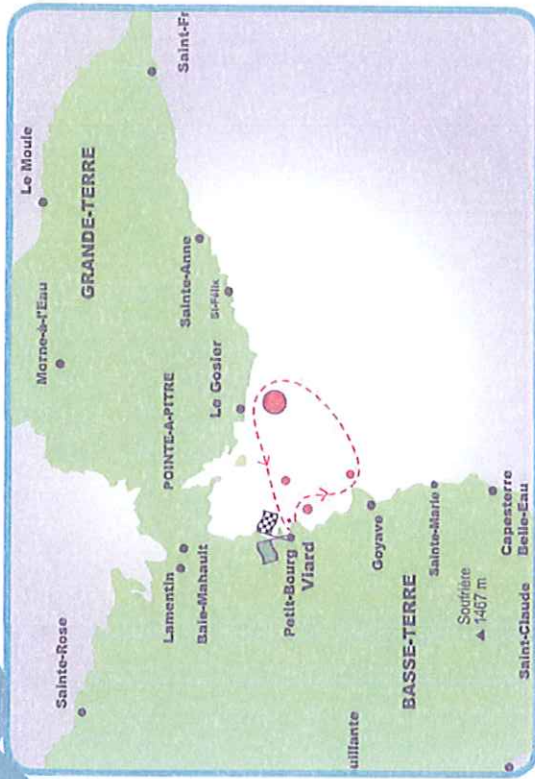 Le Moule
Morne-à-l'Eau
Sainte-Rose
GRANDE-TERRE
Saint-Fr
Lamentin
POINTE-A-PITRE
Sainte-Anne
Baie-Mahault
Le Gosier
St-Félix
Petit-Bourg
Viard
uillante
Goyave
BASSE-TERRE
Sainte-Marie
Soufrière
1467 m
Capesterre
Belle-Eau
Saint-Claude